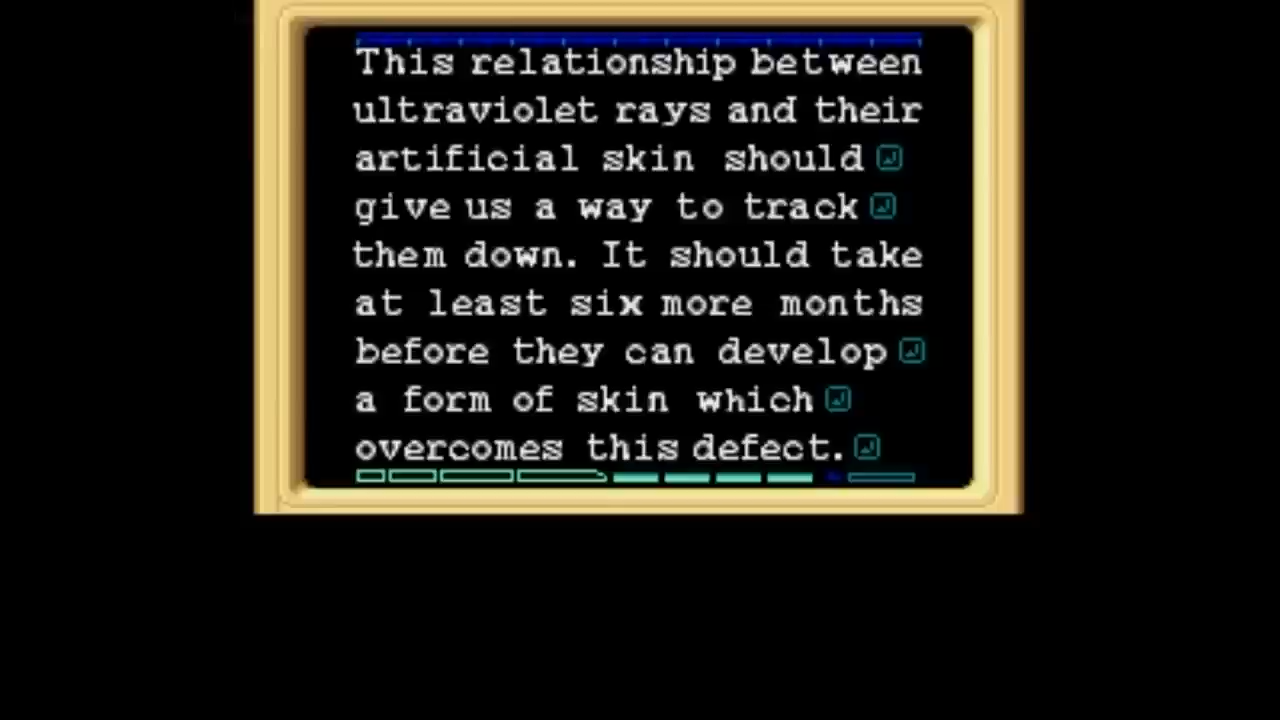 This relationship between
ultraviolet rays and their
artificial skin should
give us a way to track
them down. It should take
at least six more months
before they can develop
a form of skin which
overcomes this defect.